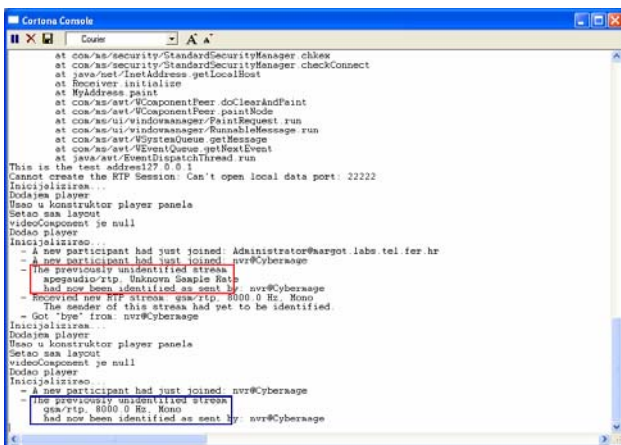 Cortona Console
Courier
A A
at com/ms/security/StandardSecurityManager.chkex
at com/ms/security/StandardSecurityManager.checkConnect
at java/net/InetAddress.getLocalHost
at Receiver.initialize
at MyAddress.paint
at com/ms/awt/WComponentPeer.doClearAndPaint
at com/ms/awt/WComponentPeer.paintNode
at com/ms/ui/windowmanager/PaintRequest.run
at com/ms/ui/windowmanager/RunnableMessage.run
at com/ms/awt/WSystemQueue.getMessage
at com/ms/awt/WEventQueue.getNextEvent
at java/awt/EventDispatchThread.run
This is the test addres127.0.0.1
Cannot create the RTP Session: Can't open local data port: 22222
Inicijaliziram...
Dodajem player
Usao u konstruktor player panela
Setao sam layout
videoComponent je null
Dodao player
Inicijalizirao...
- A new participant had just joined: Administrator@margot.labs.tel.fer.hr
- A new participant had just joined: nvr@Cybermage
- The previously unidentified stream
mpegaudio/rtp, Unknown Sample Rate
had now been identified as sent by: nvr@Cybermage
- Recevied new RTP stream: gsm/rtp, 8000.0 Hz, Mono
The sender of this stream had yet to be identified.
- Got "bye" from: nvr@Cybermage
Inicijaliziram...
Dodajem player
Usao u konstruktor player panela
Setao sam layout
videoComponent je null
Dodao player
Inicijalizirao...
- A new participant had just joined: nvr@Cybermage
- The previously unidentified stream
gsm/rtp, 8000.0 Hz, Mono
had now been identified as sent by: nvr@Cybermage